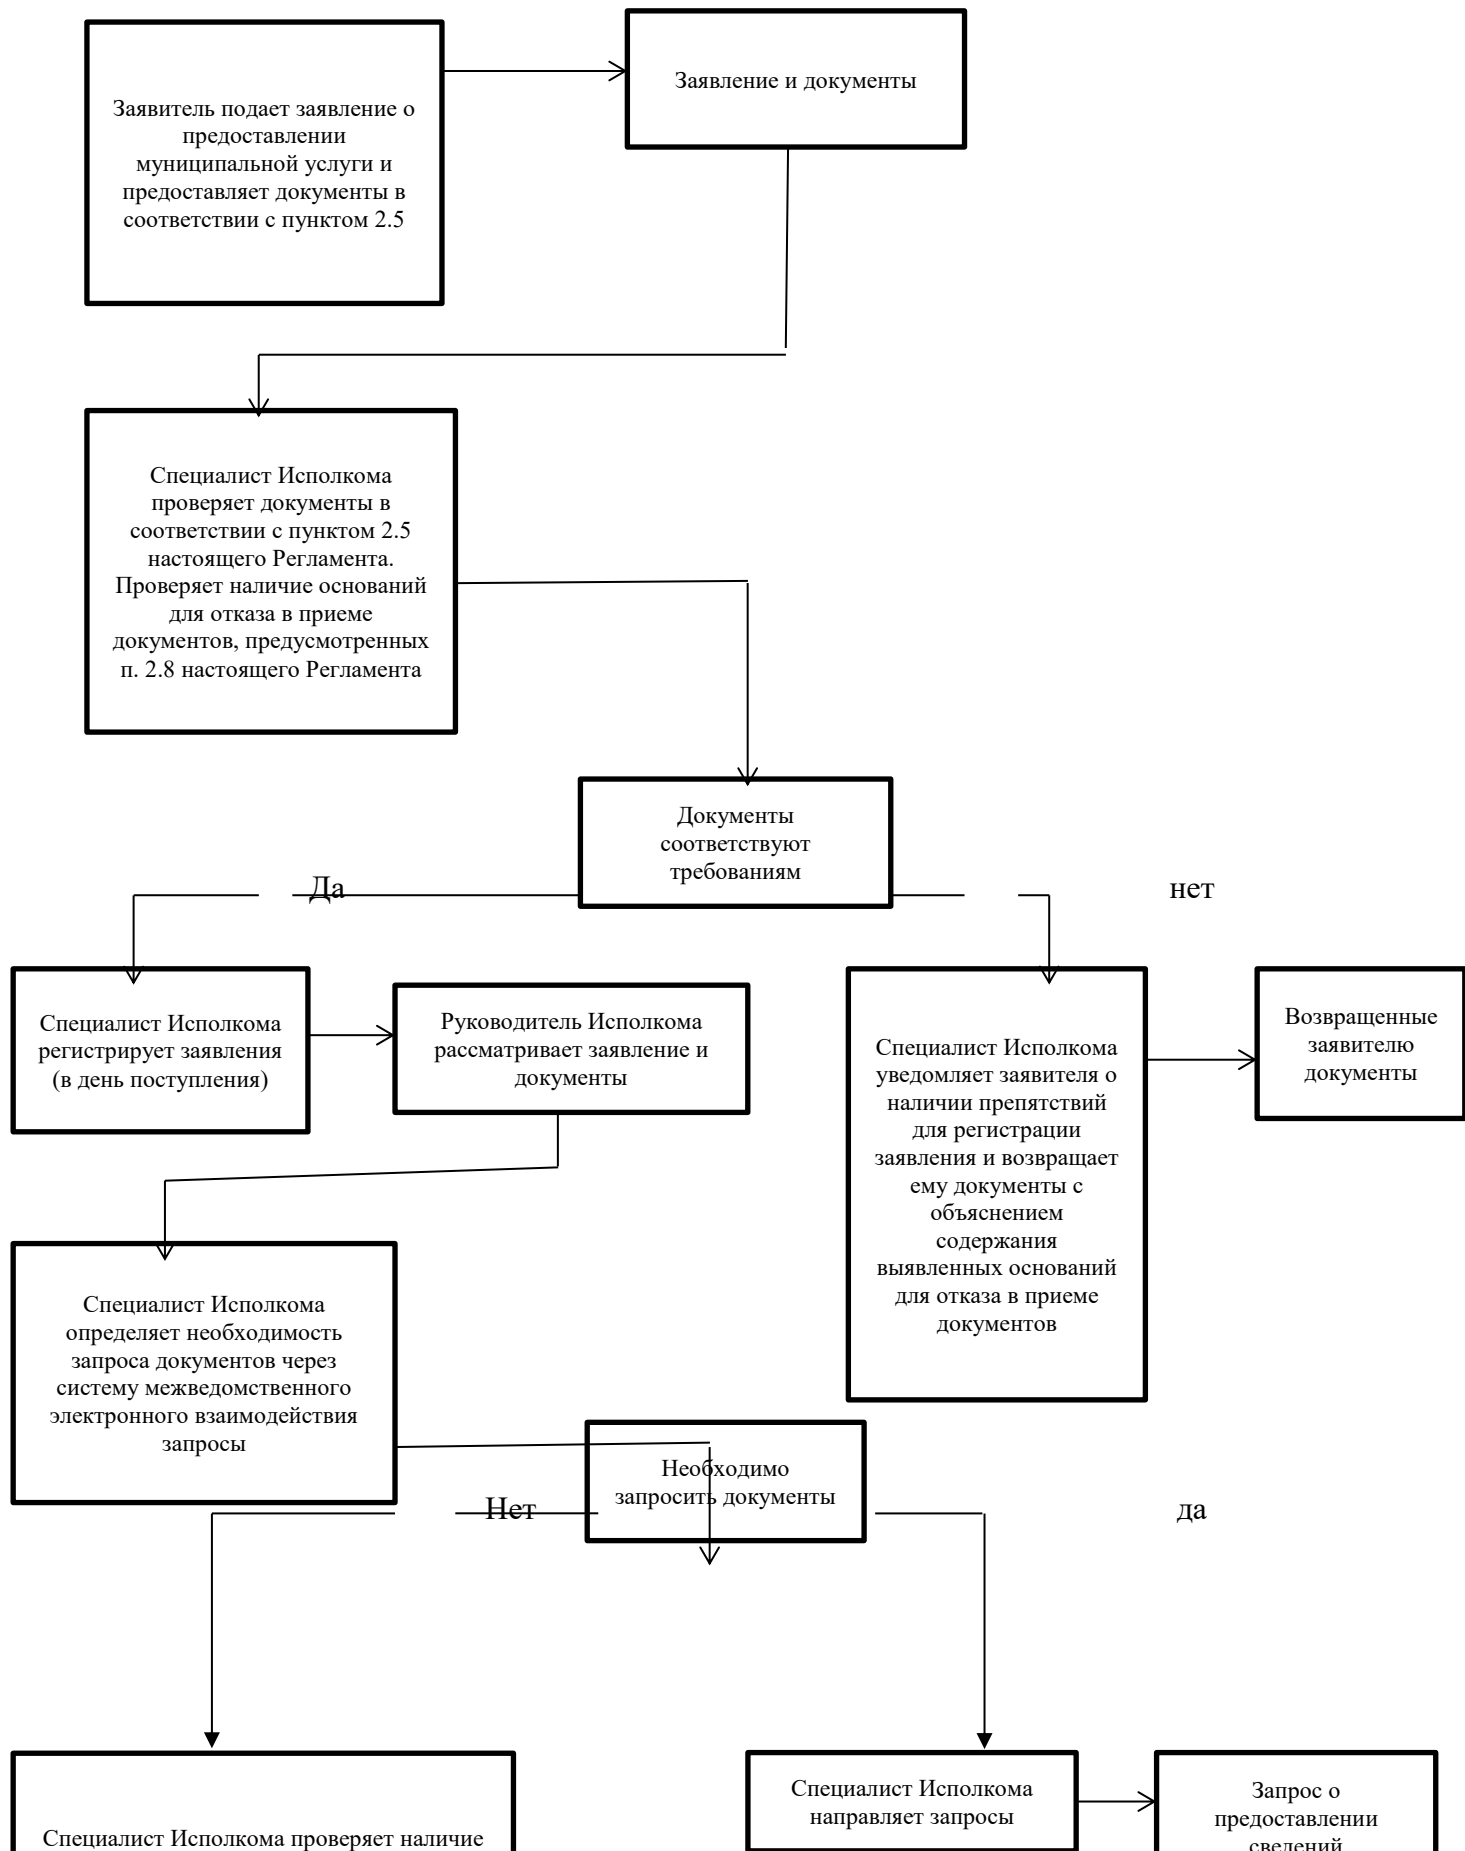 Заявитель подает заявление о
предоставлении
муниципальной услуги и
предоставляет документы в
соответствии с пунктом 2.5
Заявление и документы
Специалист Исполкома
проверяет документы в
соответствии с пунктом 2.5
настоящего Регламента.
Проверяет наличие оснований
для отказа в приеме
документов, предусмотренных
п. 2.8 настоящего Регламента
Документы
соответствуют
требованиям
Да
нет
Специалист Исполкома
регистрирует заявления
(в день поступления)
Руководитель Исполкома
рассматривает заявление и
документы
Специалист Исполкома
уведомляет заявителя о
наличии препятствий
для регистрации
заявления и возвращает
ему документы с
объяснением
содержания
выявленных оснований
для отказа в приеме
документов
Возвращенные
заявителю
документы
Специалист Исполкома
определяет необходимость
запроса документов через
систему межведомственного
электронного взаимодействия
запросы
Необходимо
запросить документы
Нет
да
Специалист Исполкома проверяет наличие
Специалист Исполкома
направляет запросы
Запрос о
предоставлении
сведений